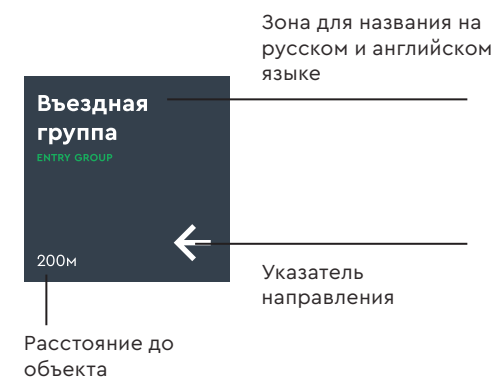 Зона для названия на
русском и английском
языке
Въездная
группа
ENTRY GROUP
200м
Указатель
направления
Расстояние до
объекта